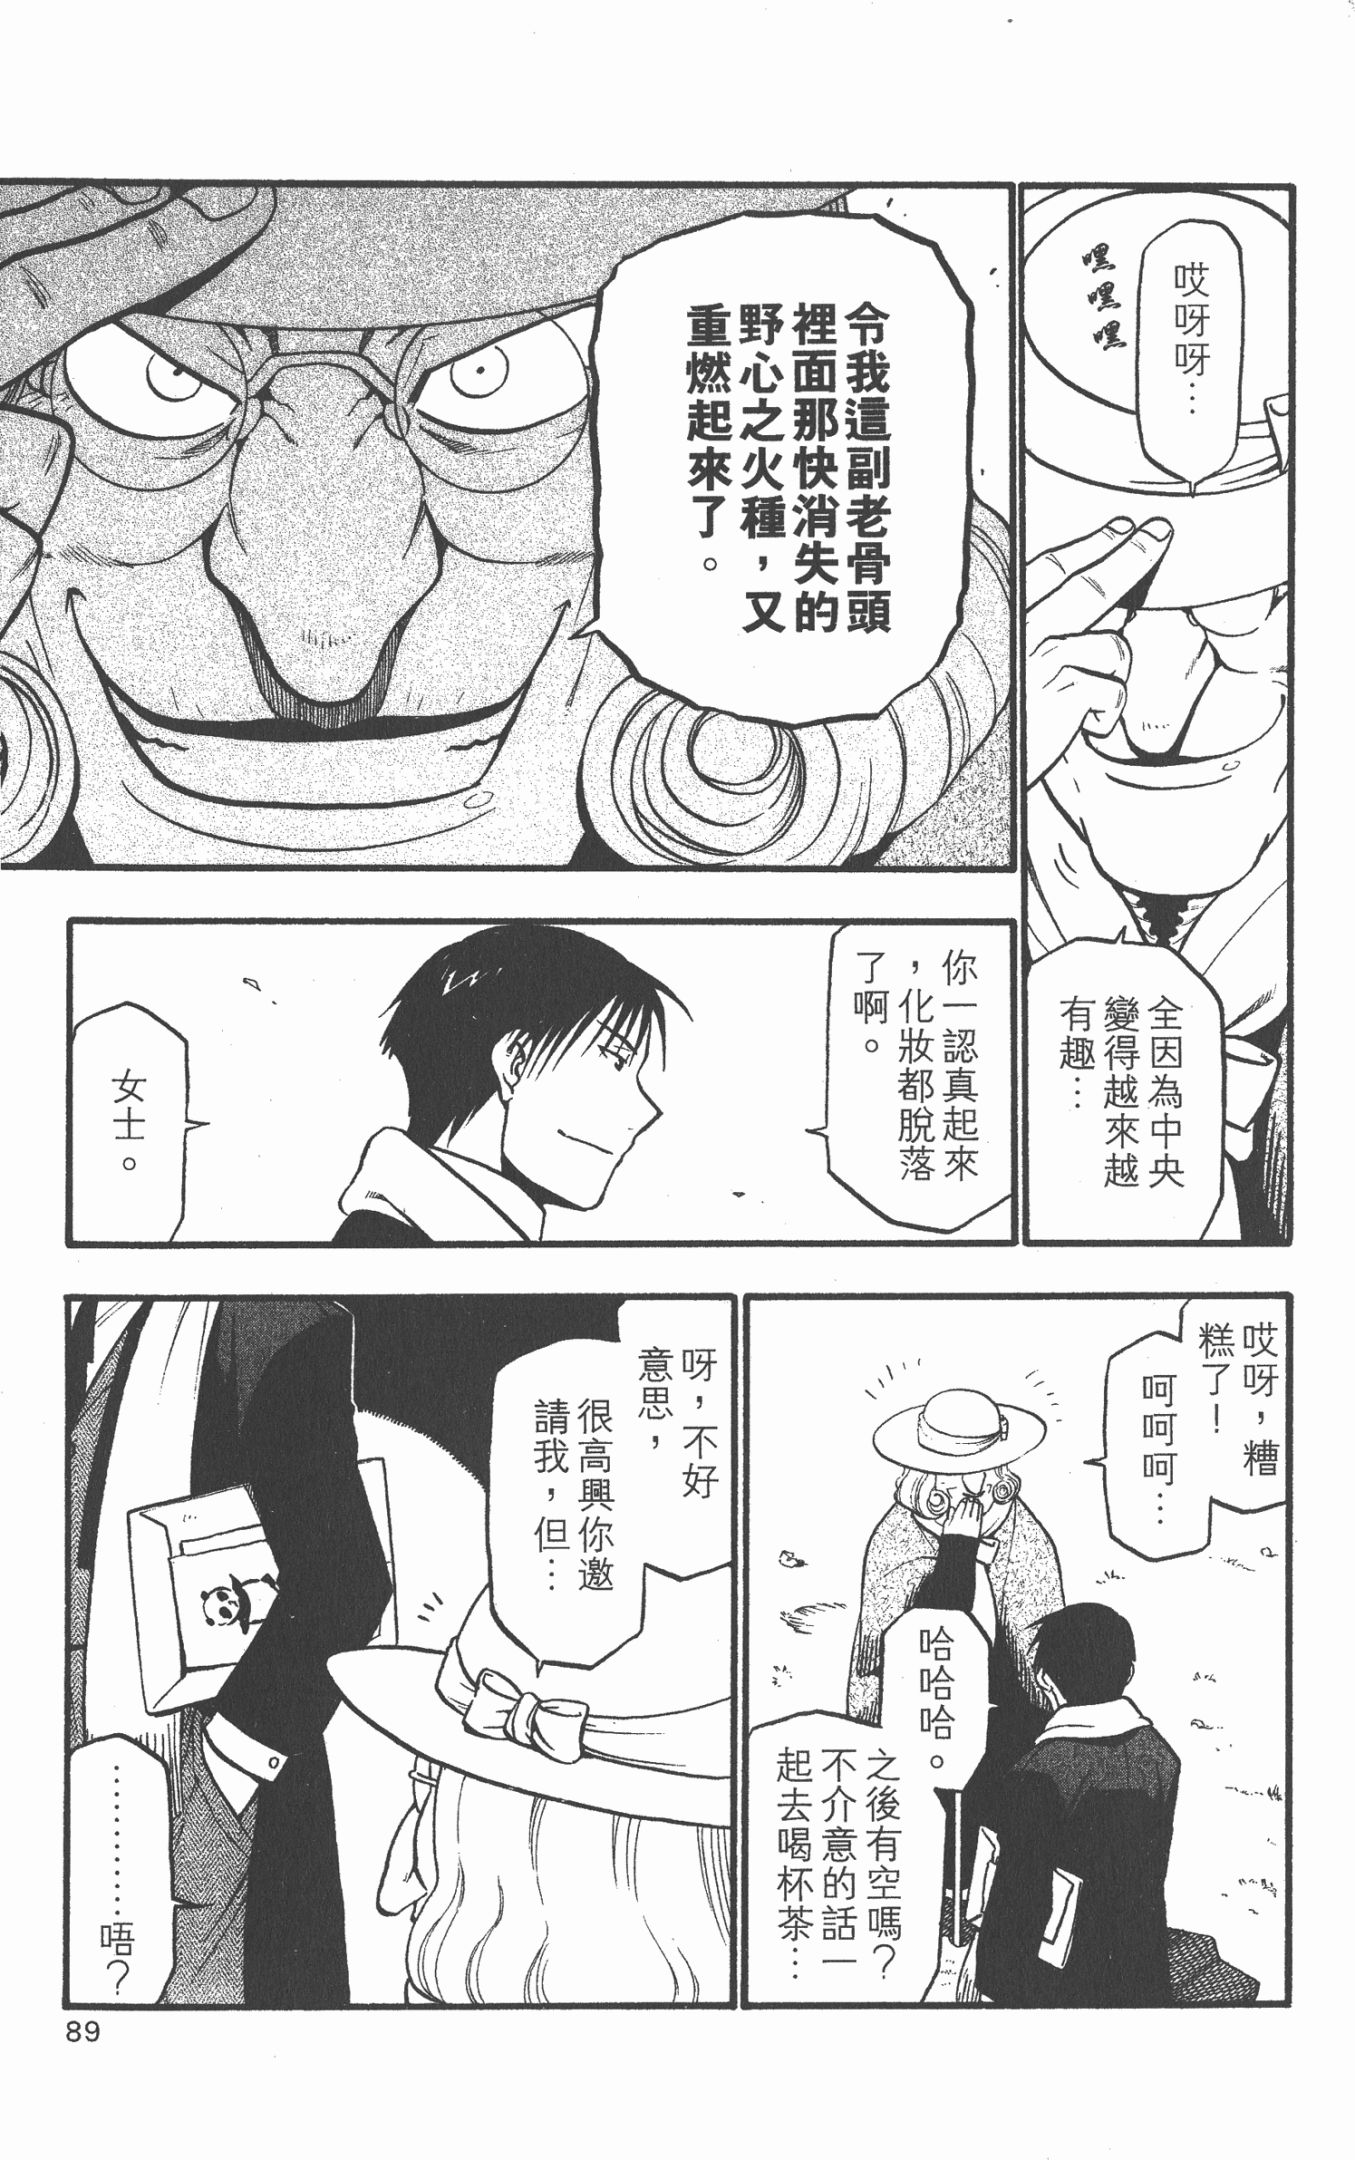 哎呀呀…
嘿嘿嘿
全因為中央
變得越來越
有趣…
令我這副老骨頭
裡面那快消失的
野心之火種，又
重燃起來了。
你一認真起來
，化妝都脫落
了啊。
女士。
哎呀，糟
糕了！
呵呵呵…
哈哈哈。
之後有空嗎？
不介意的話一
起去喝杯茶…
呀，不好
意思，
很高興你邀
請我，但…
…………唔？
89